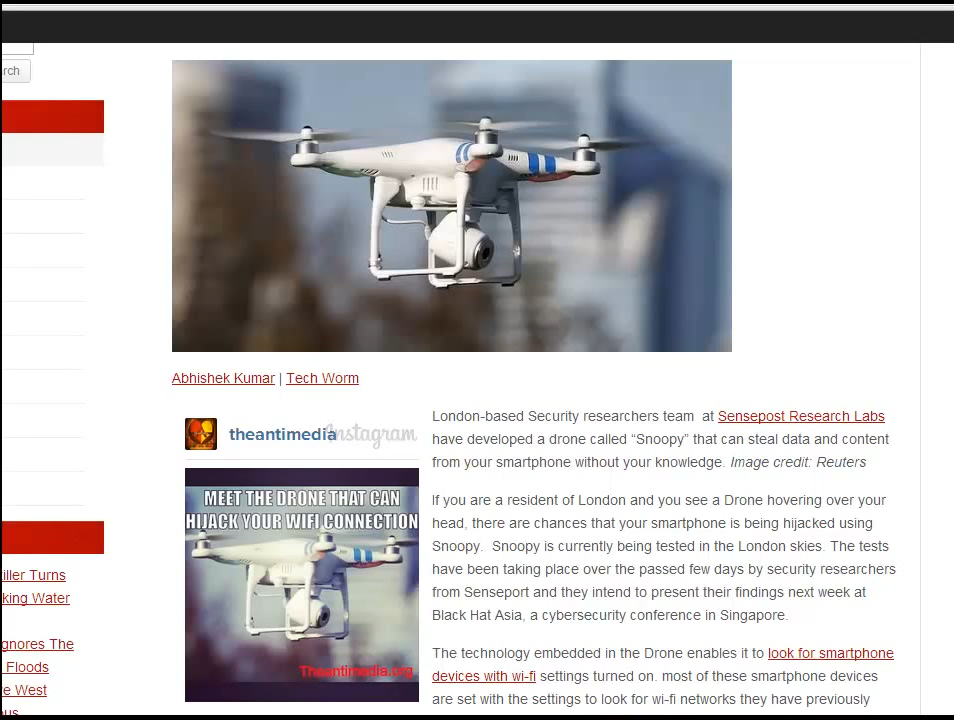 rch
Abhishek Kumar | Tech Worm
theantimedia
Instagram
MEET THE DRONE THAT CAN
HIJACK YOUR WIFI CONNECTION
Theantimedia.org
London-based Security researchers team at Sensepost Research Labs
have developed a drone called “Snoopy” that can steal data and content
from your smartphone without your knowledge. Image credit: Reuters
If you are a resident of London and you see a Drone hovering over your
head, there are chances that your smartphone is being hijacked using
Snoopy. Snoopy is currently being tested in the London skies. The tests
have been taking place over the passed few days by security researchers
from Senseport and they intend to present their findings next week at
Black Hat Asia, a cybersecurity conference in Singapore.
The technology embedded in the Drone enables it to look for smartphone
devices with wi-fi settings turned on. most of these smartphone devices
are set with the settings to look for wi-fi networks they have previously
iller Turns
king Water
gnores The
Floods
ve West
ous